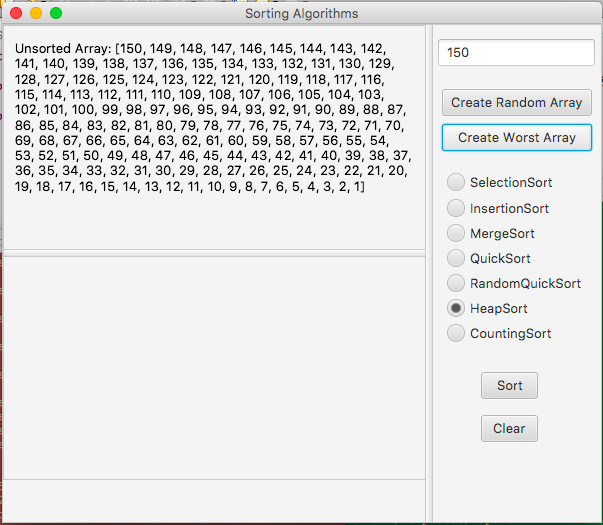 Sorting Algorithms
Unsorted Array: [150, 149, 148, 147, 146, 145, 144, 143, 142,
141, 140, 139, 138, 137, 136, 135, 134, 133, 132, 131, 130, 129,
128, 127, 126, 125, 124, 123, 122, 121, 120, 119, 118, 117, 116,
115, 114, 113, 112, 111, 110, 109, 108, 107, 106, 105, 104, 103,
102, 101, 100, 99, 98, 97, 96, 95, 94, 93, 92, 91, 90, 89, 88, 87,
86, 85, 84, 83, 82, 81, 80, 79, 78, 77, 76, 75, 74, 73, 72, 71, 70,
69, 68, 67, 66, 65, 64, 63, 62, 61, 60, 59, 58, 57, 56, 55, 54,
53, 52, 51, 50, 49, 48, 47, 46, 45, 44, 43, 42, 41, 40, 39, 38, 37,
36, 35, 34, 33, 32, 31, 30, 29, 28, 27, 26, 25, 24, 23, 22, 21, 20,
19, 18, 17, 16, 15, 14, 13, 12, 11, 10, 9, 8, 7, 6, 5, 4, 3, 2, 1]
150
Create Random Array
Create Worst Array
SelectionSort
InsertionSort
MergeSort
QuickSort
RandomQuickSort
HeapSort
CountingSort
Sort
Clear